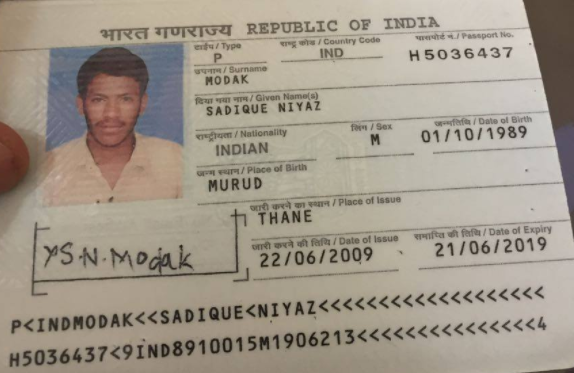 भारत गणराज्य REPUBLIC OF INDIA
टाईप / Type राष्ट्र कोड / Country Code पासपोर्ट नं. / Passport No.
P IND H5036437
उपनाम / Surname
MODAK
दिया गया नाम / Given Name(s)
SADIQUE NIYAZ
राष्ट्रीयता / Nationality लिंग / Sex जन्मतिथि / Date of Birth
INDIAN M 01/10/1989
जन्म स्थान / Place of Birth
MURUD
जारी करने का स्थान / Place of Issue
THANE
जारी करने की तिथि / Date of Issue समाप्ति की तिथि / Date of Expiry
22/06/2009 21/06/2019
S.N.Modak
P<INDMODAK<<SADIQUE<NIYAZ<<<<<<<<<<<<<<<<<<<
H5036437<9IND8910015M1906213<<<<<<<<<<<<<<<4